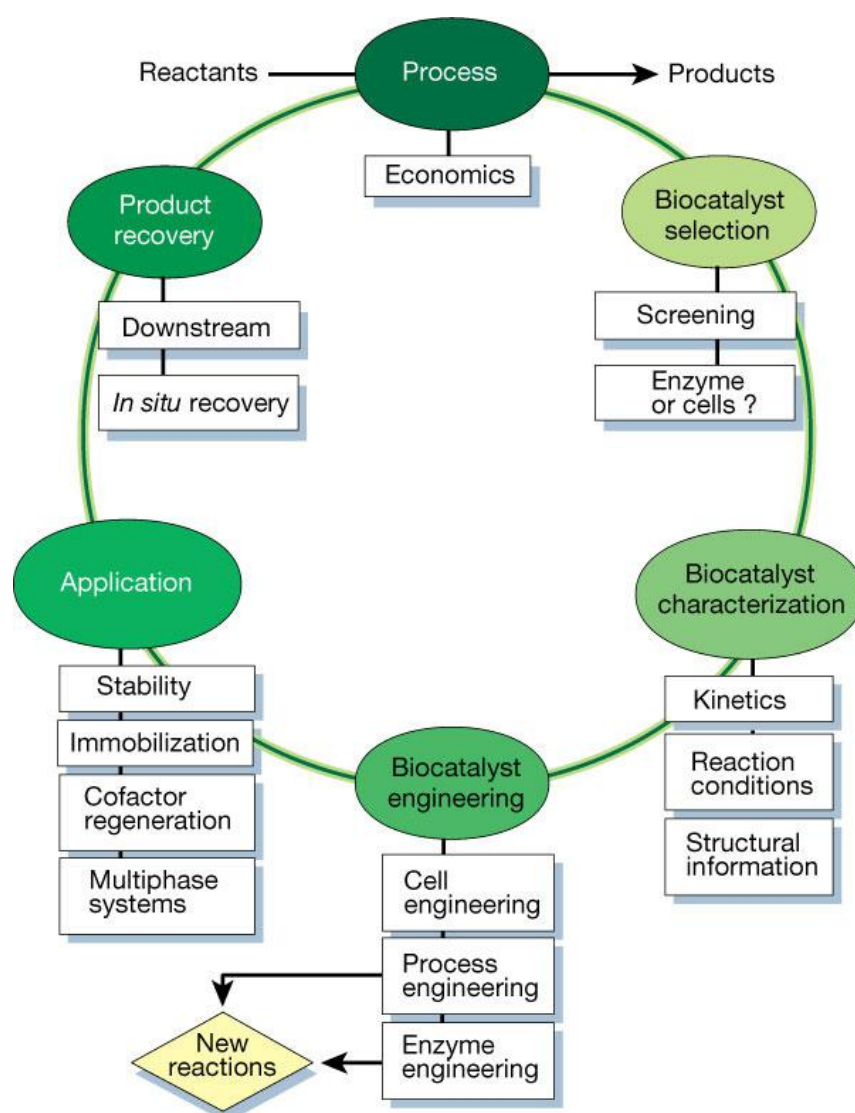 Reactants
Process
Products
Economics
Product
recovery
Downstream
In situ recovery
Biocatalyst
selection
Screening
Enzyme
or cells ?
Application
Stability
Immobilization
Cofactor
regeneration
Multiphase
systems
Biocatalyst
characterization
Kinetics
Reaction
conditions
Structural
information
Biocatalyst
engineering
Cell
engineering
Process
engineering
Enzyme
engineering
New
reactions